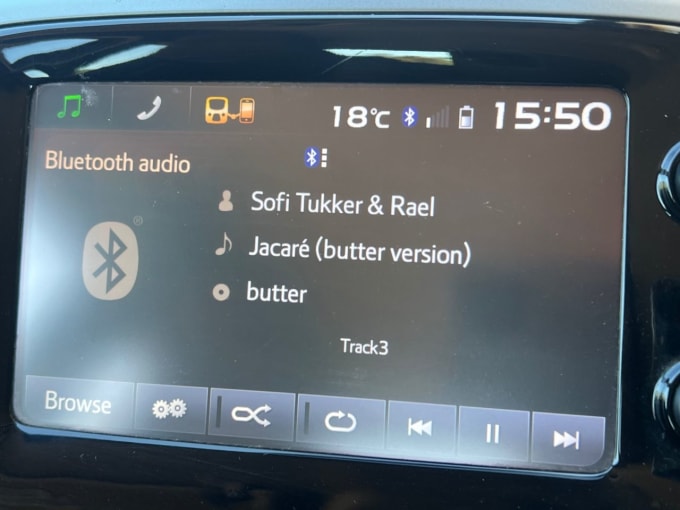 18°C 15:50
Bluetooth audio
®
Sofi Tukker & Rael
Jacaré (butter version)
butter
Track3
Browse